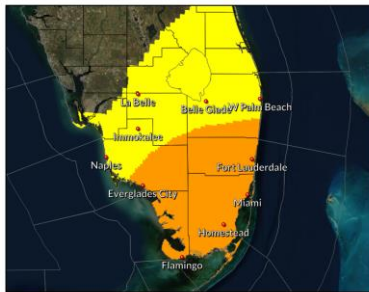 La Belle
Belle Glade
W Palm Beach
Immokalee
Naples
Fort Lauderdale
Everglades City
Miami
Homestead
Flamingo